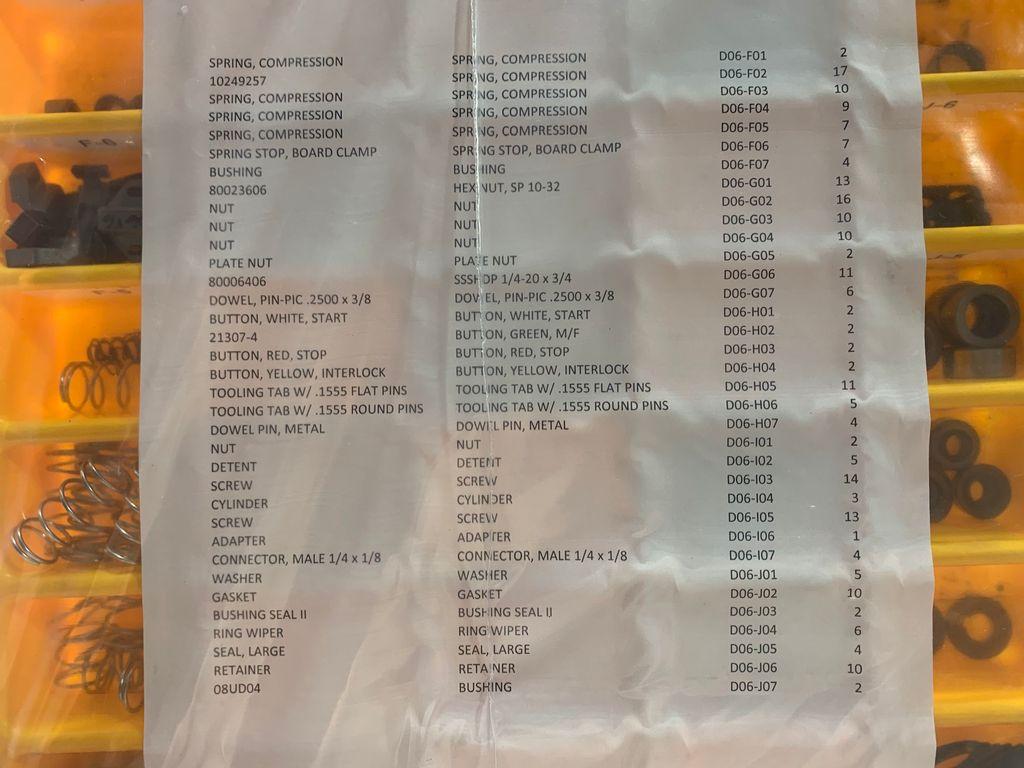 SPRING, COMPRESSION SPRING, COMPRESSION D06-F01 2
10249257 SPRING, COMPRESSION D06-F02 17
SPRING, COMPRESSION SPRING, COMPRESSION D06-F03 10
SPRING, COMPRESSION SPRING, COMPRESSION D06-F04 9
SPRING, COMPRESSION SPRING, COMPRESSION D06-F05 7
SPRING STOP, BOARD CLAMP SPRING STOP, BOARD CLAMP D06-F06 7
BUSHING BUSHING D06-F07 4
80023606 HEX NUT, SP 10-32 D06-G01 13
NUT NUT D06-G02 16
NUT NUT D06-G03 10
NUT NUT D06-G04 10
PLATE NUT PLATE NUT D06-G05 2
80006406 SSSHDP 1/4-20 x 3/4 D06-G06 11
DOWEL, PIN-PIC .2500 x 3/8 DOWEL, PIN-PIC .2500 x 3/8 D06-G07 6
BUTTON, WHITE, START BUTTON, WHITE, START D06-H01 2
21307-4 BUTTON, GREEN, M/F D06-H02 2
BUTTON, RED, STOP BUTTON, RED, STOP D06-H03 2
BUTTON, YELLOW, INTERLOCK BUTTON, YELLOW, INTERLOCK D06-H04 2
TOOLING TAB W/ .1555 FLAT PINS TOOLING TAB W/ .1555 FLAT PINS D06-H05 11
TOOLING TAB W/ .1555 ROUND PINS TOOLING TAB W/ .1555 ROUND PINS D06-H06 5
DOWEL PIN, METAL DOWEL PIN, METAL D06-H07 4
NUT NUT D06-I01 2
DETENT DETENT D06-I02 5
SCREW SCREW D06-I03 14
CYLINDER CYLINDER D06-I04 3
SCREW SCREW D06-I05 13
ADAPTER ADAPTER D06-I06 1
CONNECTOR, MALE 1/4 x 1/8 CONNECTOR, MALE 1/4 x 1/8 D06-I07 4
WASHER WASHER D06-J01 5
GASKET GASKET D06-J02 10
BUSHING SEAL II BUSHING SEAL II D06-J03 2
RING WIPER RING WIPER D06-J04 6
SEAL, LARGE SEAL, LARGE D06-J05 4
RETAINER RETAINER D06-J06 10
08UD04 BUSHING D06-J07 2